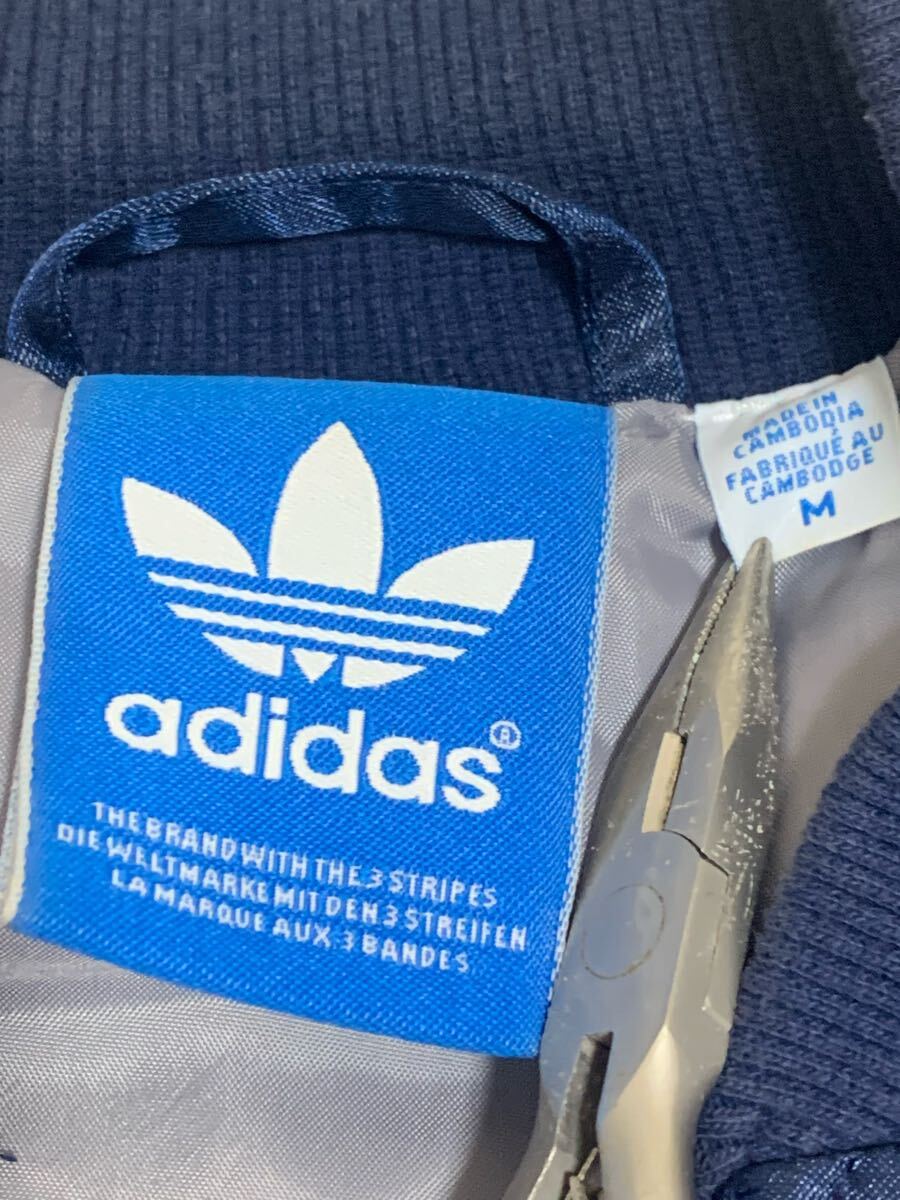 adidas®
THE BRAND WITH THE 3 STRIPES
DIE WELTMARKE MIT DEN 3 STREIFEN
LA MARQUE AUX 3 BANDES
MADE IN
CAMBODIA
FABRIQUÉ AU
CAMBODGE
M